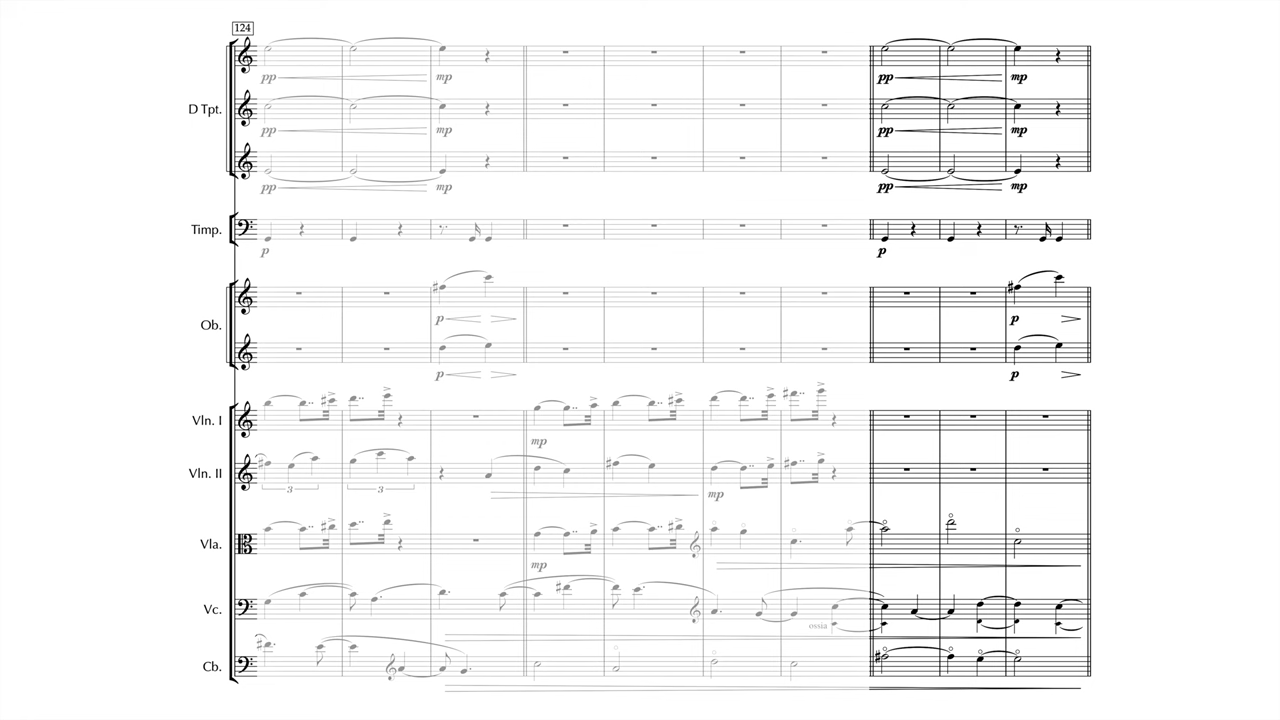 124
pp mp pp mp
D Tpt.
pp mp pp mp
pp mp pp mp
Timp.
p p
p p
Ob.
p p
Vln. I
mp
Vln. II
3 3
mp
Vla.
mp
Vc.
ossia
Cb.